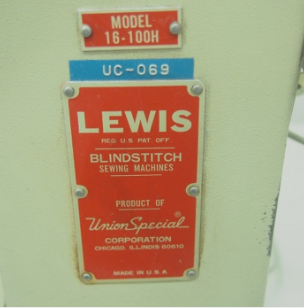 MODEL
16-100H
UC-069
LEWIS
REG. U.S. PAT. OFF.
BLINDSTITCH
SEWING MACHINES
PRODUCT OF
Union Special®
CORPORATION
CHICAGO, ILLINOIS 60610
MADE IN U.S.A.